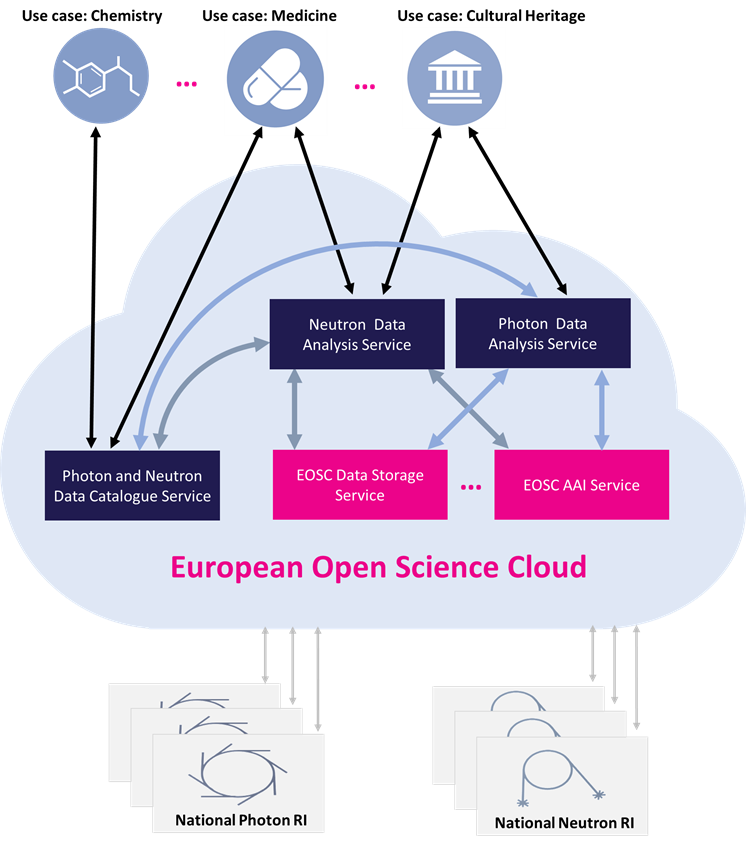 Use case: Chemistry
Use case: Medicine
Use case: Cultural Heritage
...
...
Neutron Data
Analysis Service
Photon Data
Analysis Service
Photon and Neutron
Data Catalogue Service
EOSC Data Storage
Service
...
EOSC AAI Service
European Open Science Cloud
National Photon RI
National Neutron RI